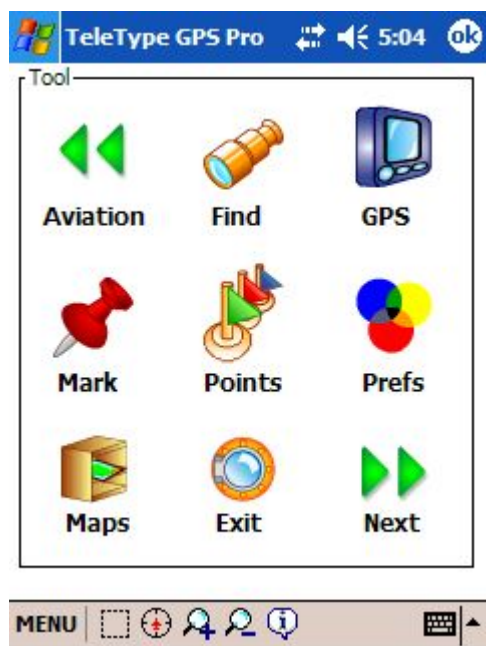 TeleType GPS Pro 5:04 ok
Tool
Aviation Find GPS
Mark Points Prefs
Maps Exit Next
MENU